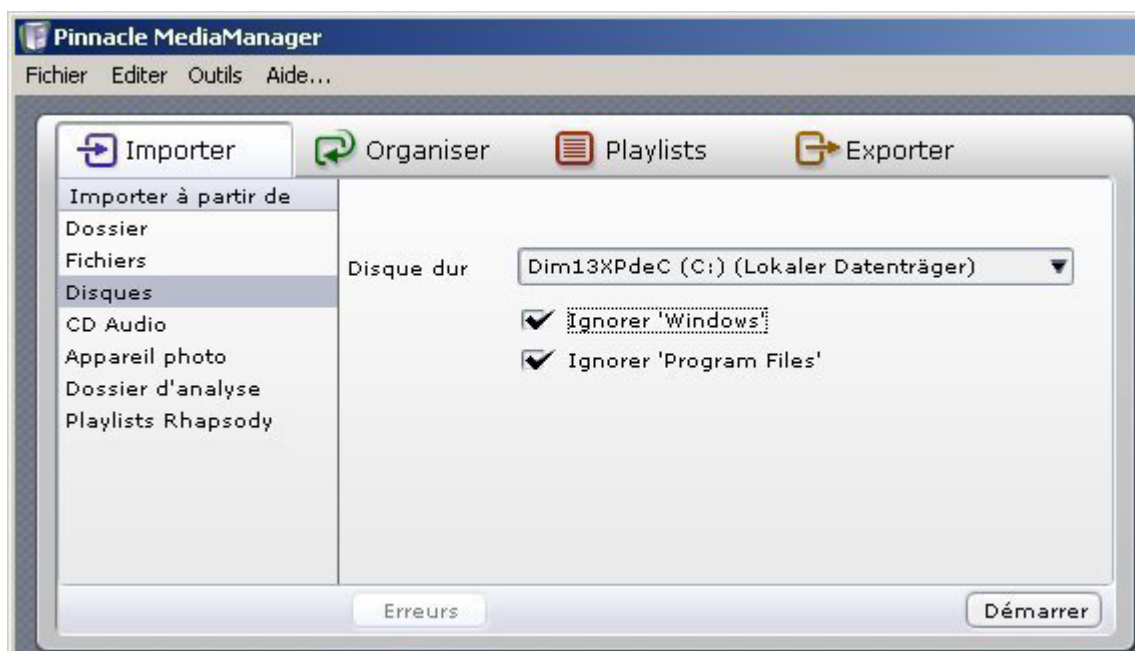 Pinnacle MediaManager
Fichier Editer Outils Aide...
Importer Organiser Playlists Exporter
Importer à partir de
Dossier
Fichiers
Disques
CD Audio
Appareil photo
Dossier d'analyse
Playlists Rhapsody
Disque dur Dim13XPdeC (C:) (Lokaler Datenträger)
Ignorer 'Windows'
Ignorer 'Program Files'
Erreurs Démarrer